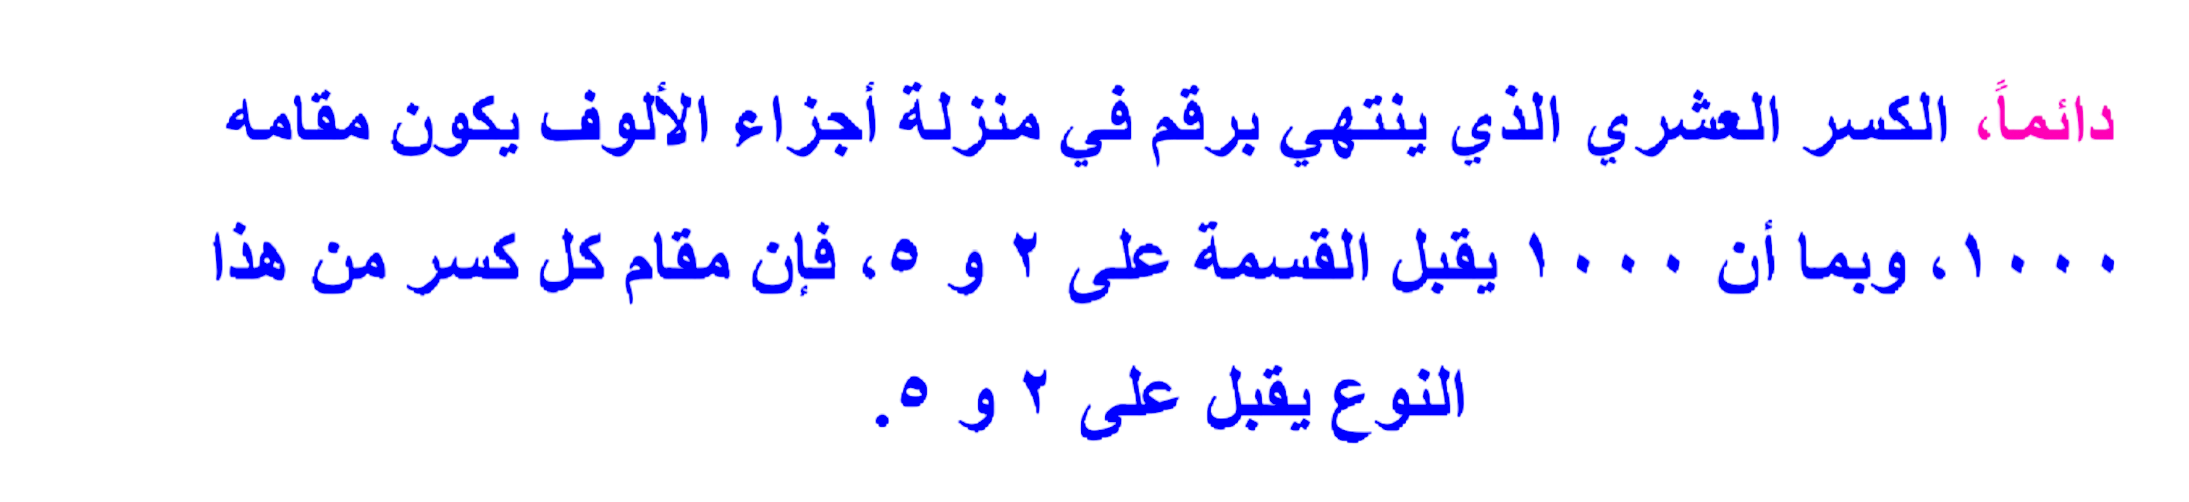 دائماً، الكسر العشري الذي ينتهي برقم في منزلة أجزاء الألوف يكون مقامه
١٠٠٠، وبما أن ١٠٠٠ يقبل القسمة على ٢ و ٥، فإن مقام كل كسر من هذا
النوع يقبل على ٢ و ٥.